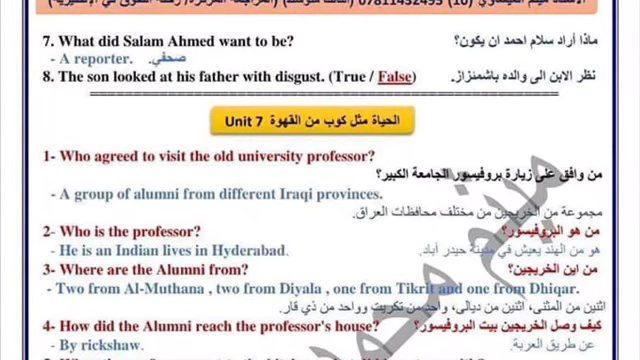 7. What did Salam Ahmed want to be? ماذا أراد سلام احمد ان يكون؟
- A reporter. صحفي.
8. The son looked at his father with disgust. (True / False) نظر الابن الى والده باشمئزاز.
الحياة مثل كوب من القهوة Unit 7
1- Who agreed to visit the old university professor?
من وافق على زيارة بروفيسور الجامعة الكبير؟
- A group of alumni from different Iraqi provinces.
مجموعة من الخريجين من مختلف محافظات العراق.
2- Who is the professor? من هو البروفيسور؟
- He is an Indian lives in Hyderabad. هو من الهند يعيش في مدينة حيدر آباد.
3- Where are the Alumni from? من اين الخريجين؟
- Two from Al-Muthana , two from Diyala , one from Tikrit and one from Dhiqar.
اثنين من المثنى، اثنين من ديالى، واحد من تكريت وواحد من ذي قار.
4- How did the Alumni reach the professor's house? كيف وصل الخريجين بيت البروفيسور؟
- By rickshaw. عن طريق العربة.